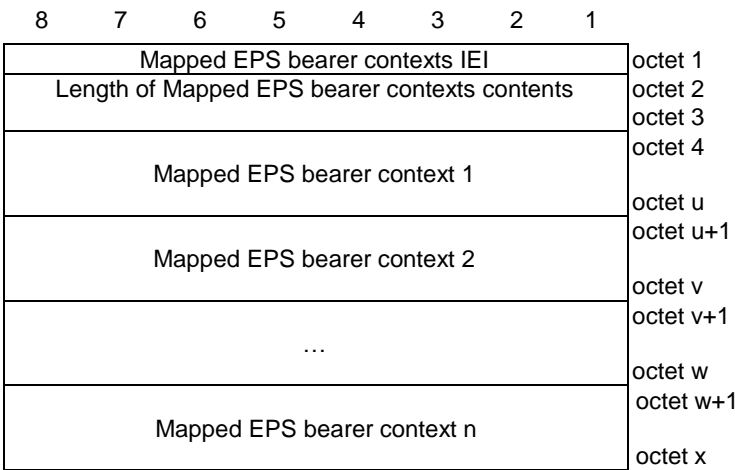 8 7 6 5 4 3 2 1
Mapped EPS bearer contexts IEI octet 1
Length of Mapped EPS bearer contexts contents octet 2
octet 3
octet 4
Mapped EPS bearer context 1
octet u
octet u+1
Mapped EPS bearer context 2
octet v
octet v+1
…
octet w
octet w+1
Mapped EPS bearer context n
octet x